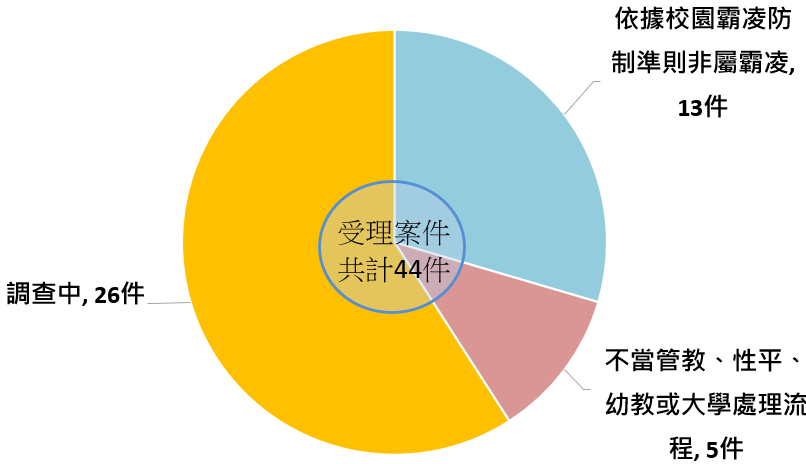 依據校園霸凌防
制準則非屬霸凌,
13件
受理案件
共計44件
調查中, 26件
不當管教、性平、
幼教或大學處理流
程, 5件